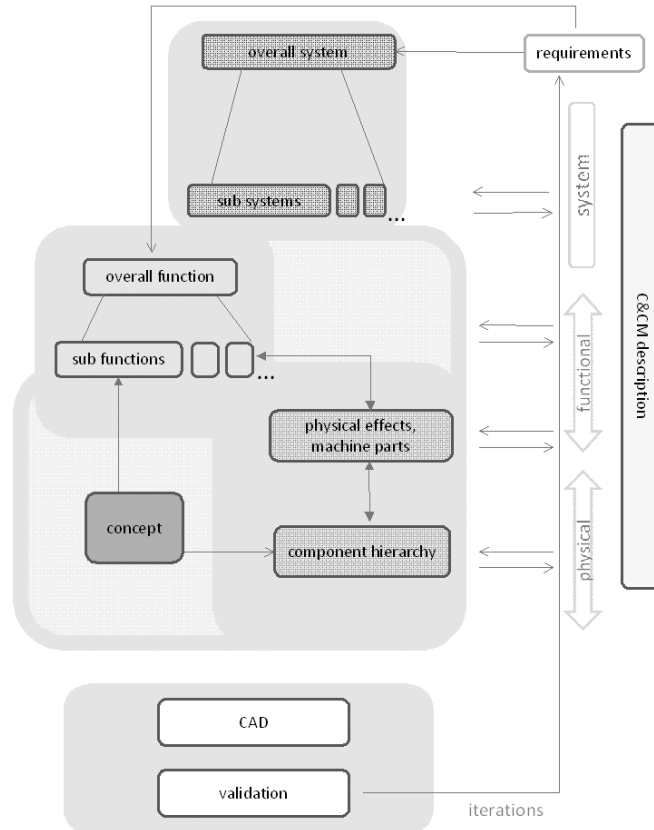 overall system
requirements
sub systems
...
system
overall function
sub functions
...
functional
C&CM description
physical effects,
machine parts
concept
component hierarchy
physical
CAD
validation
iterations